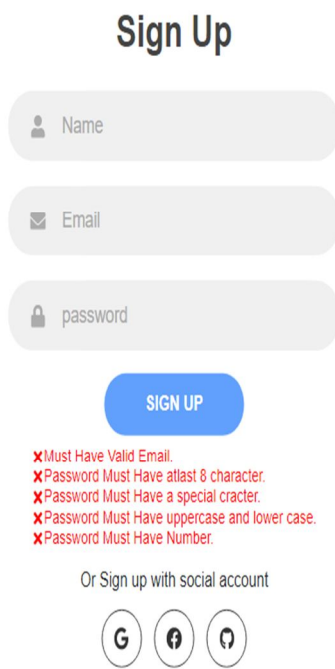 Sign Up
Name
Email
password
SIGN UP
Must Have Valid Email.
Password Must Have atlast 8 character.
Password Must Have a special cracter.
Password Must Have uppercase and lower case.
Password Must Have Number.
Or Sign up with social account
G